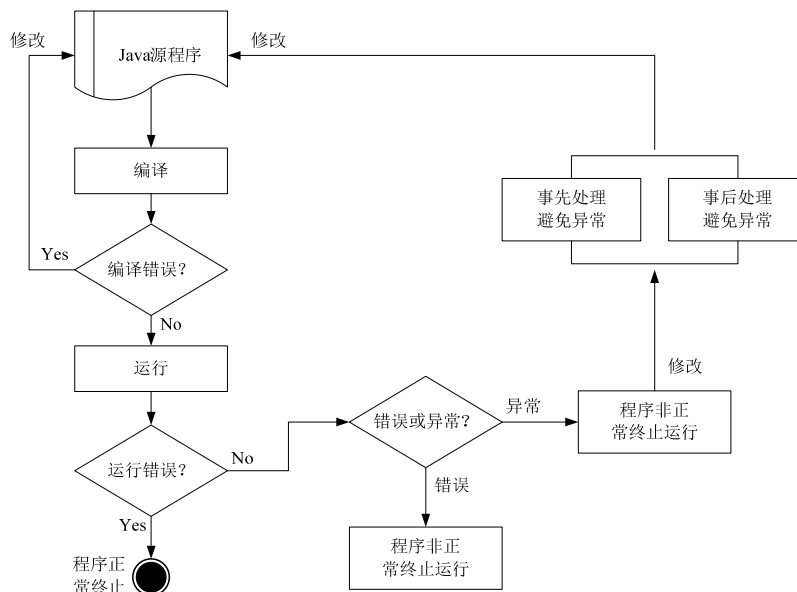 修改
Java源程序
修改
编译
事先处理
避免异常
事后处理
避免异常
Yes
编译错误？
No
运行
修改
错误或异常？
异常
程序非正
常终止运行
运行错误？
No
错误
Yes
程序非正
常终止运行
程序正
常终止